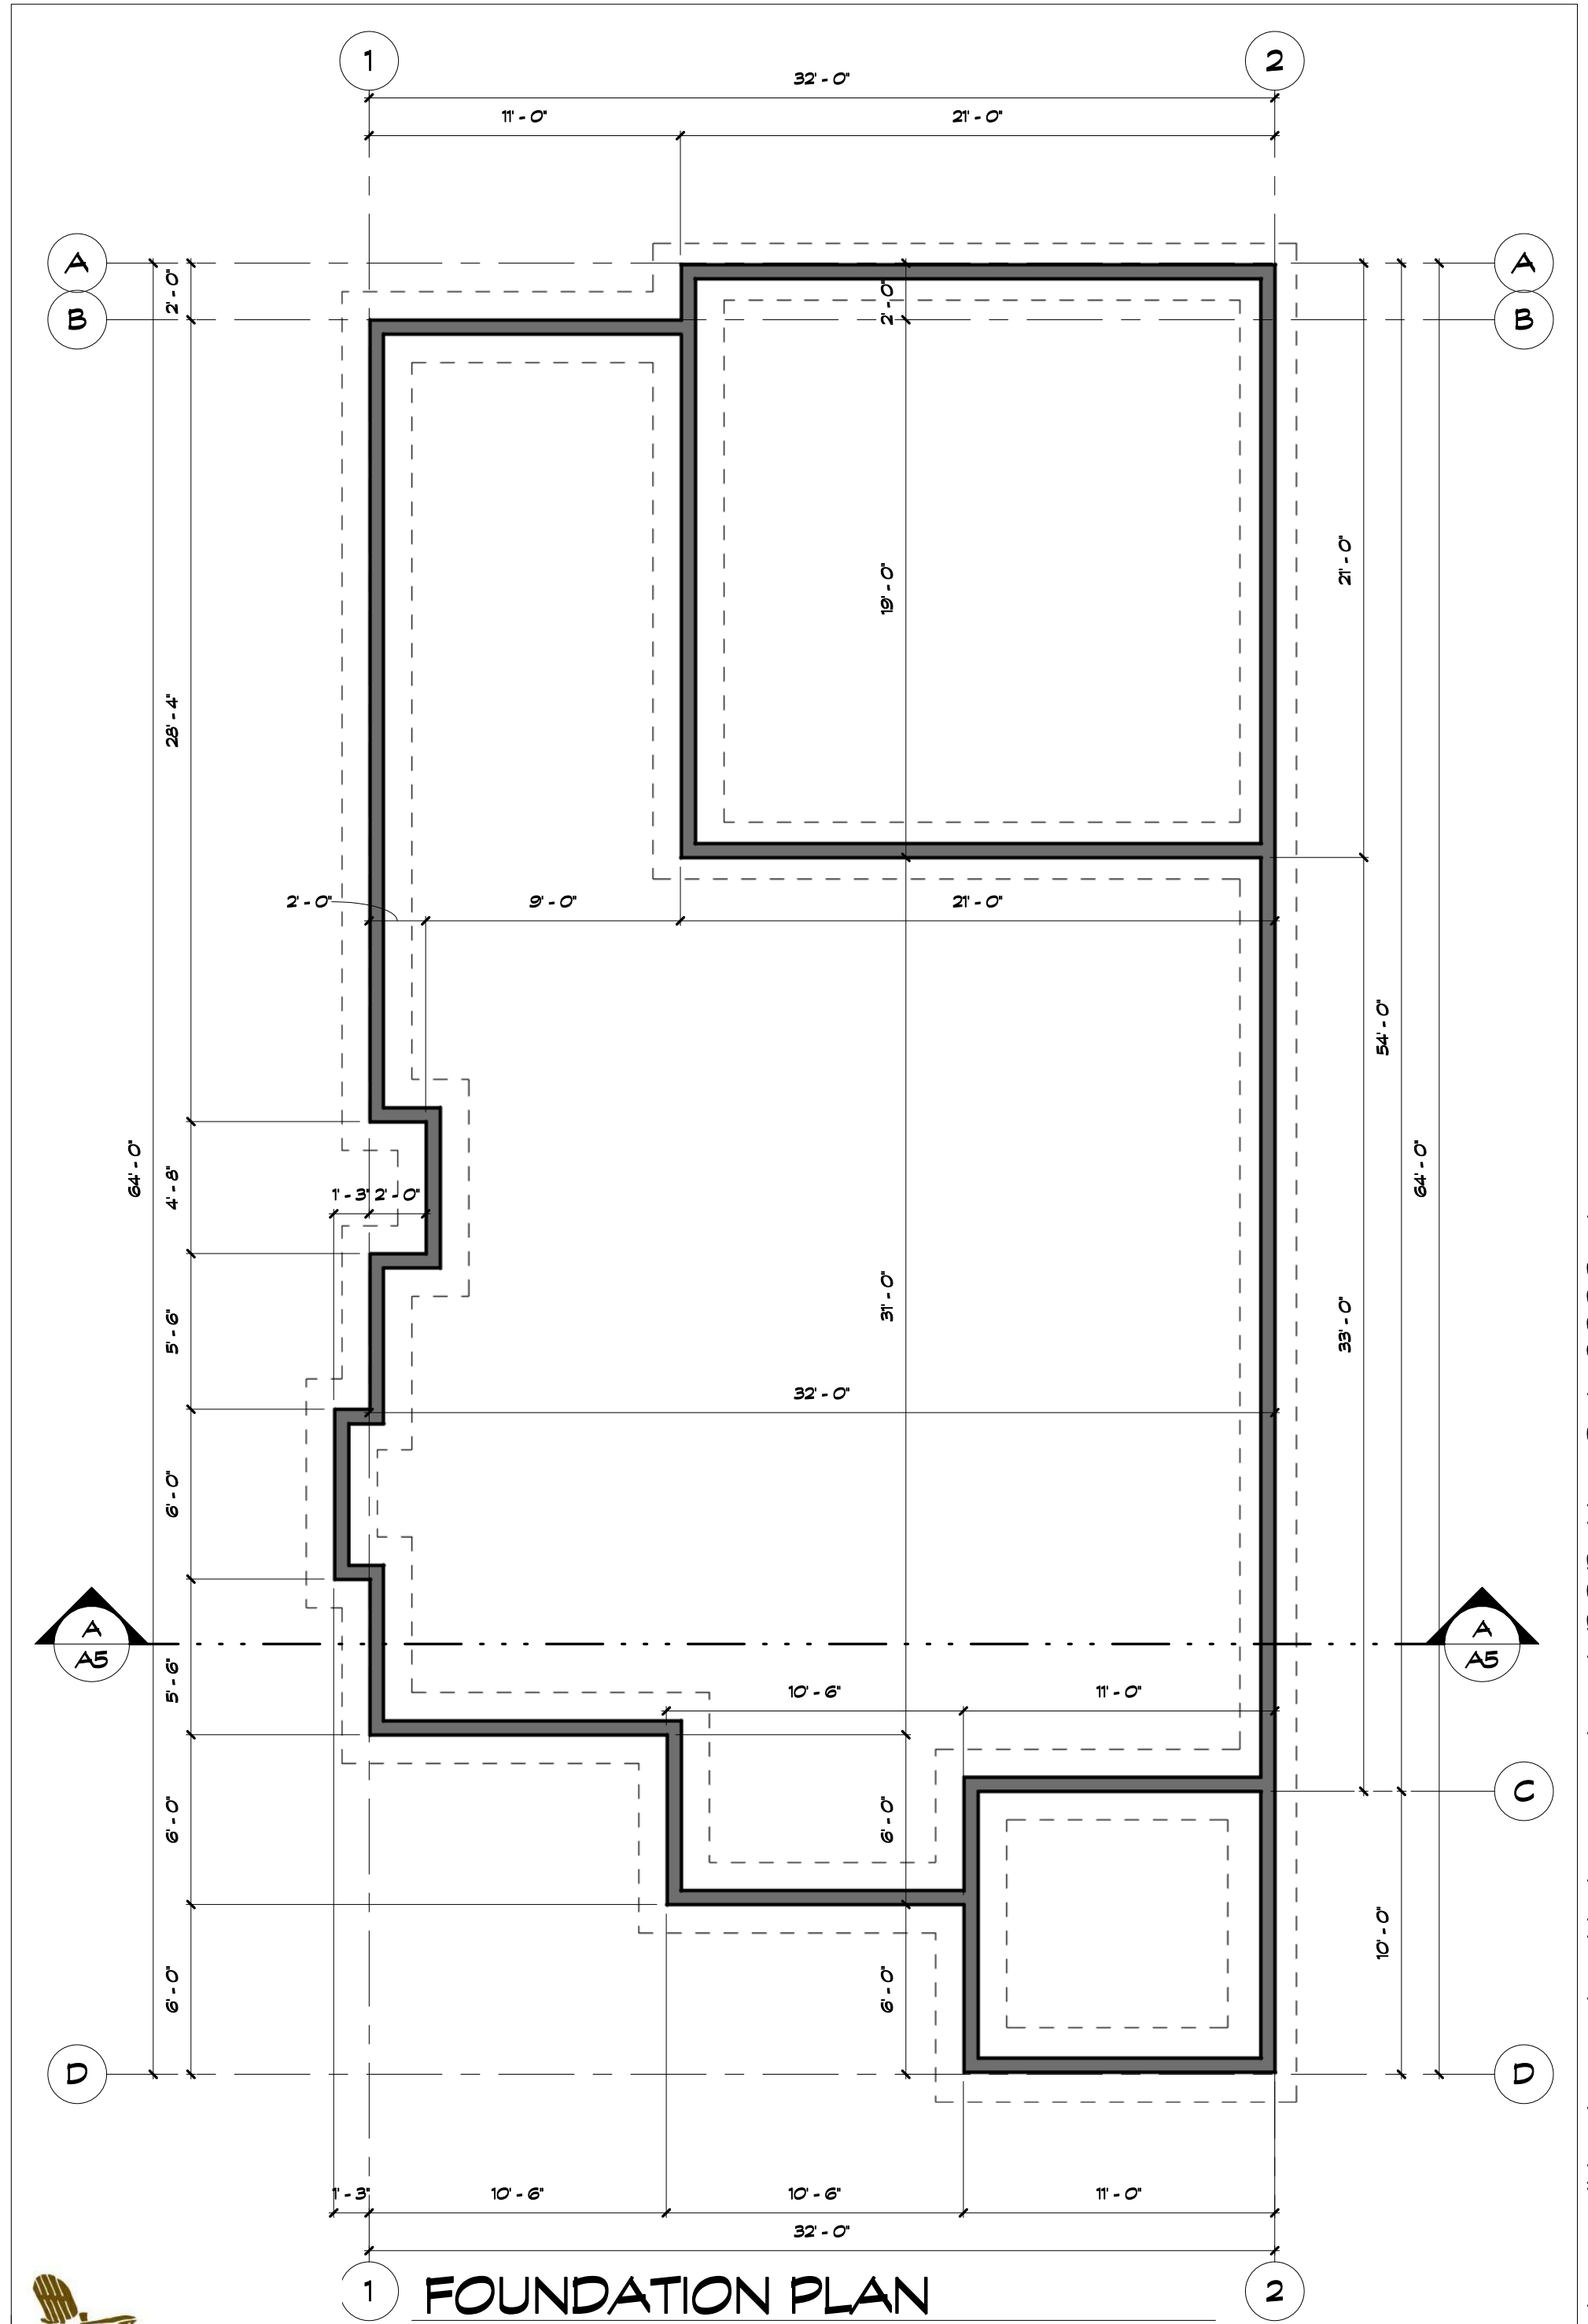 1 2
32' - 0"
11' - 0" 21' - 0"
A A
2' - 0" 2' - 0"
B B
21' - 0"
19' - 0"
28' - 4"
2' - 0" 9' - 0" 21' - 0"
54' - 0"
64' - 0" 4' - 8" 64' - 0"
1' - 3" 2' - 0"
31' - 0"
5' - 6" 33' - 0"
32' - 0"
6' - 0"
A A
A5 A5
5' - 6" 10' - 6" 11' - 0"
C
6' - 0" 6' - 0"
10' - 0"
6' - 0" 6' - 0"
D D
1' - 3" 10' - 6" 10' - 6" 11' - 0"
32' - 0"
1 FOUNDATION PLAN 2